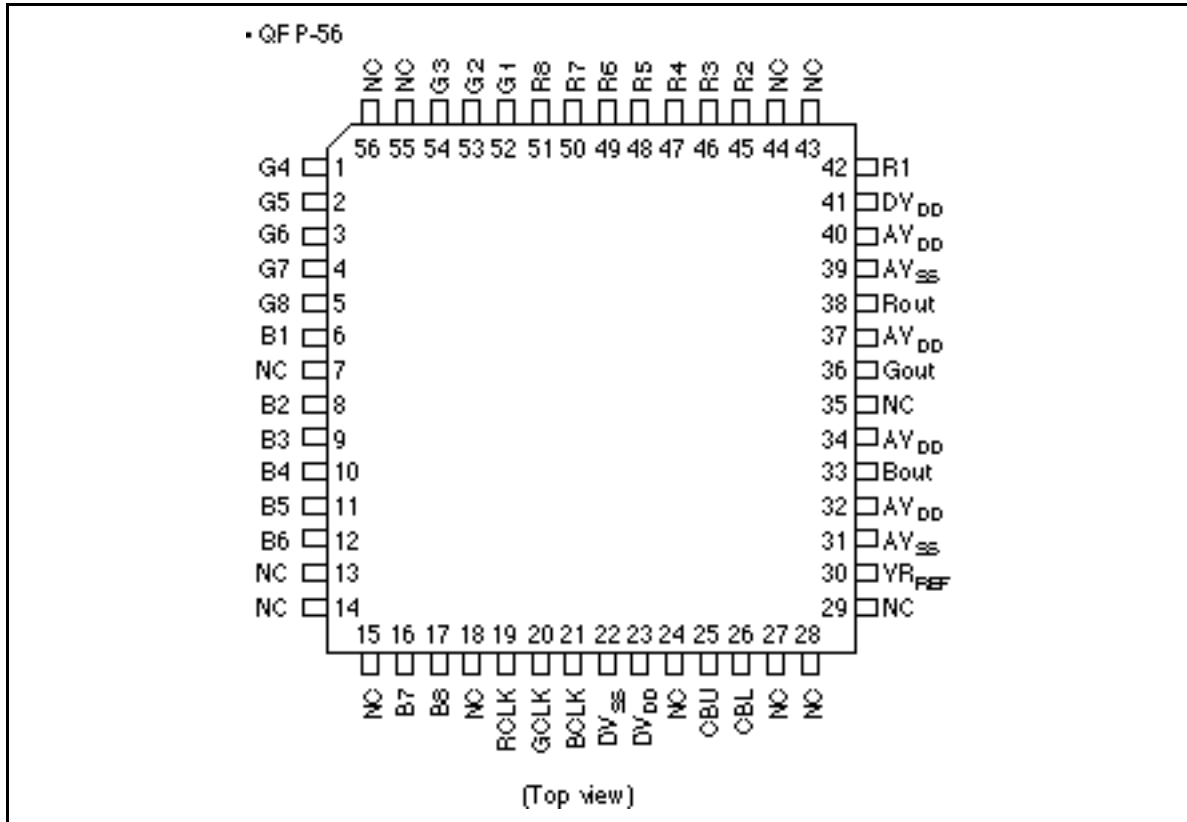 • QFP-56
NC NC G3 G2 G1 R8 R7 R6 R5 R4 R3 R2 NC NC
56 55 54 53 52 51 50 49 48 47 46 45 44 43
G4 1 42 R1
G5 2 41 DVDD
G6 3 40 AVDD
G7 4 39 AVSS
G8 5 38 Rout
B1 6 37 AVDD
NC 7 36 Gout
B2 8 35 NC
B3 9 34 AVDD
B4 10 33 Bout
B5 11 32 AVDD
B6 12 31 AVSS
NC 13 30 VRREF
NC 14 29 NC
15 16 17 18 19 20 21 22 23 24 25 26 27 28
NC B7 B8 NC RCLK GCLK BCLK DVSS DVDD NC CBU CBL NC NC
(Top view)